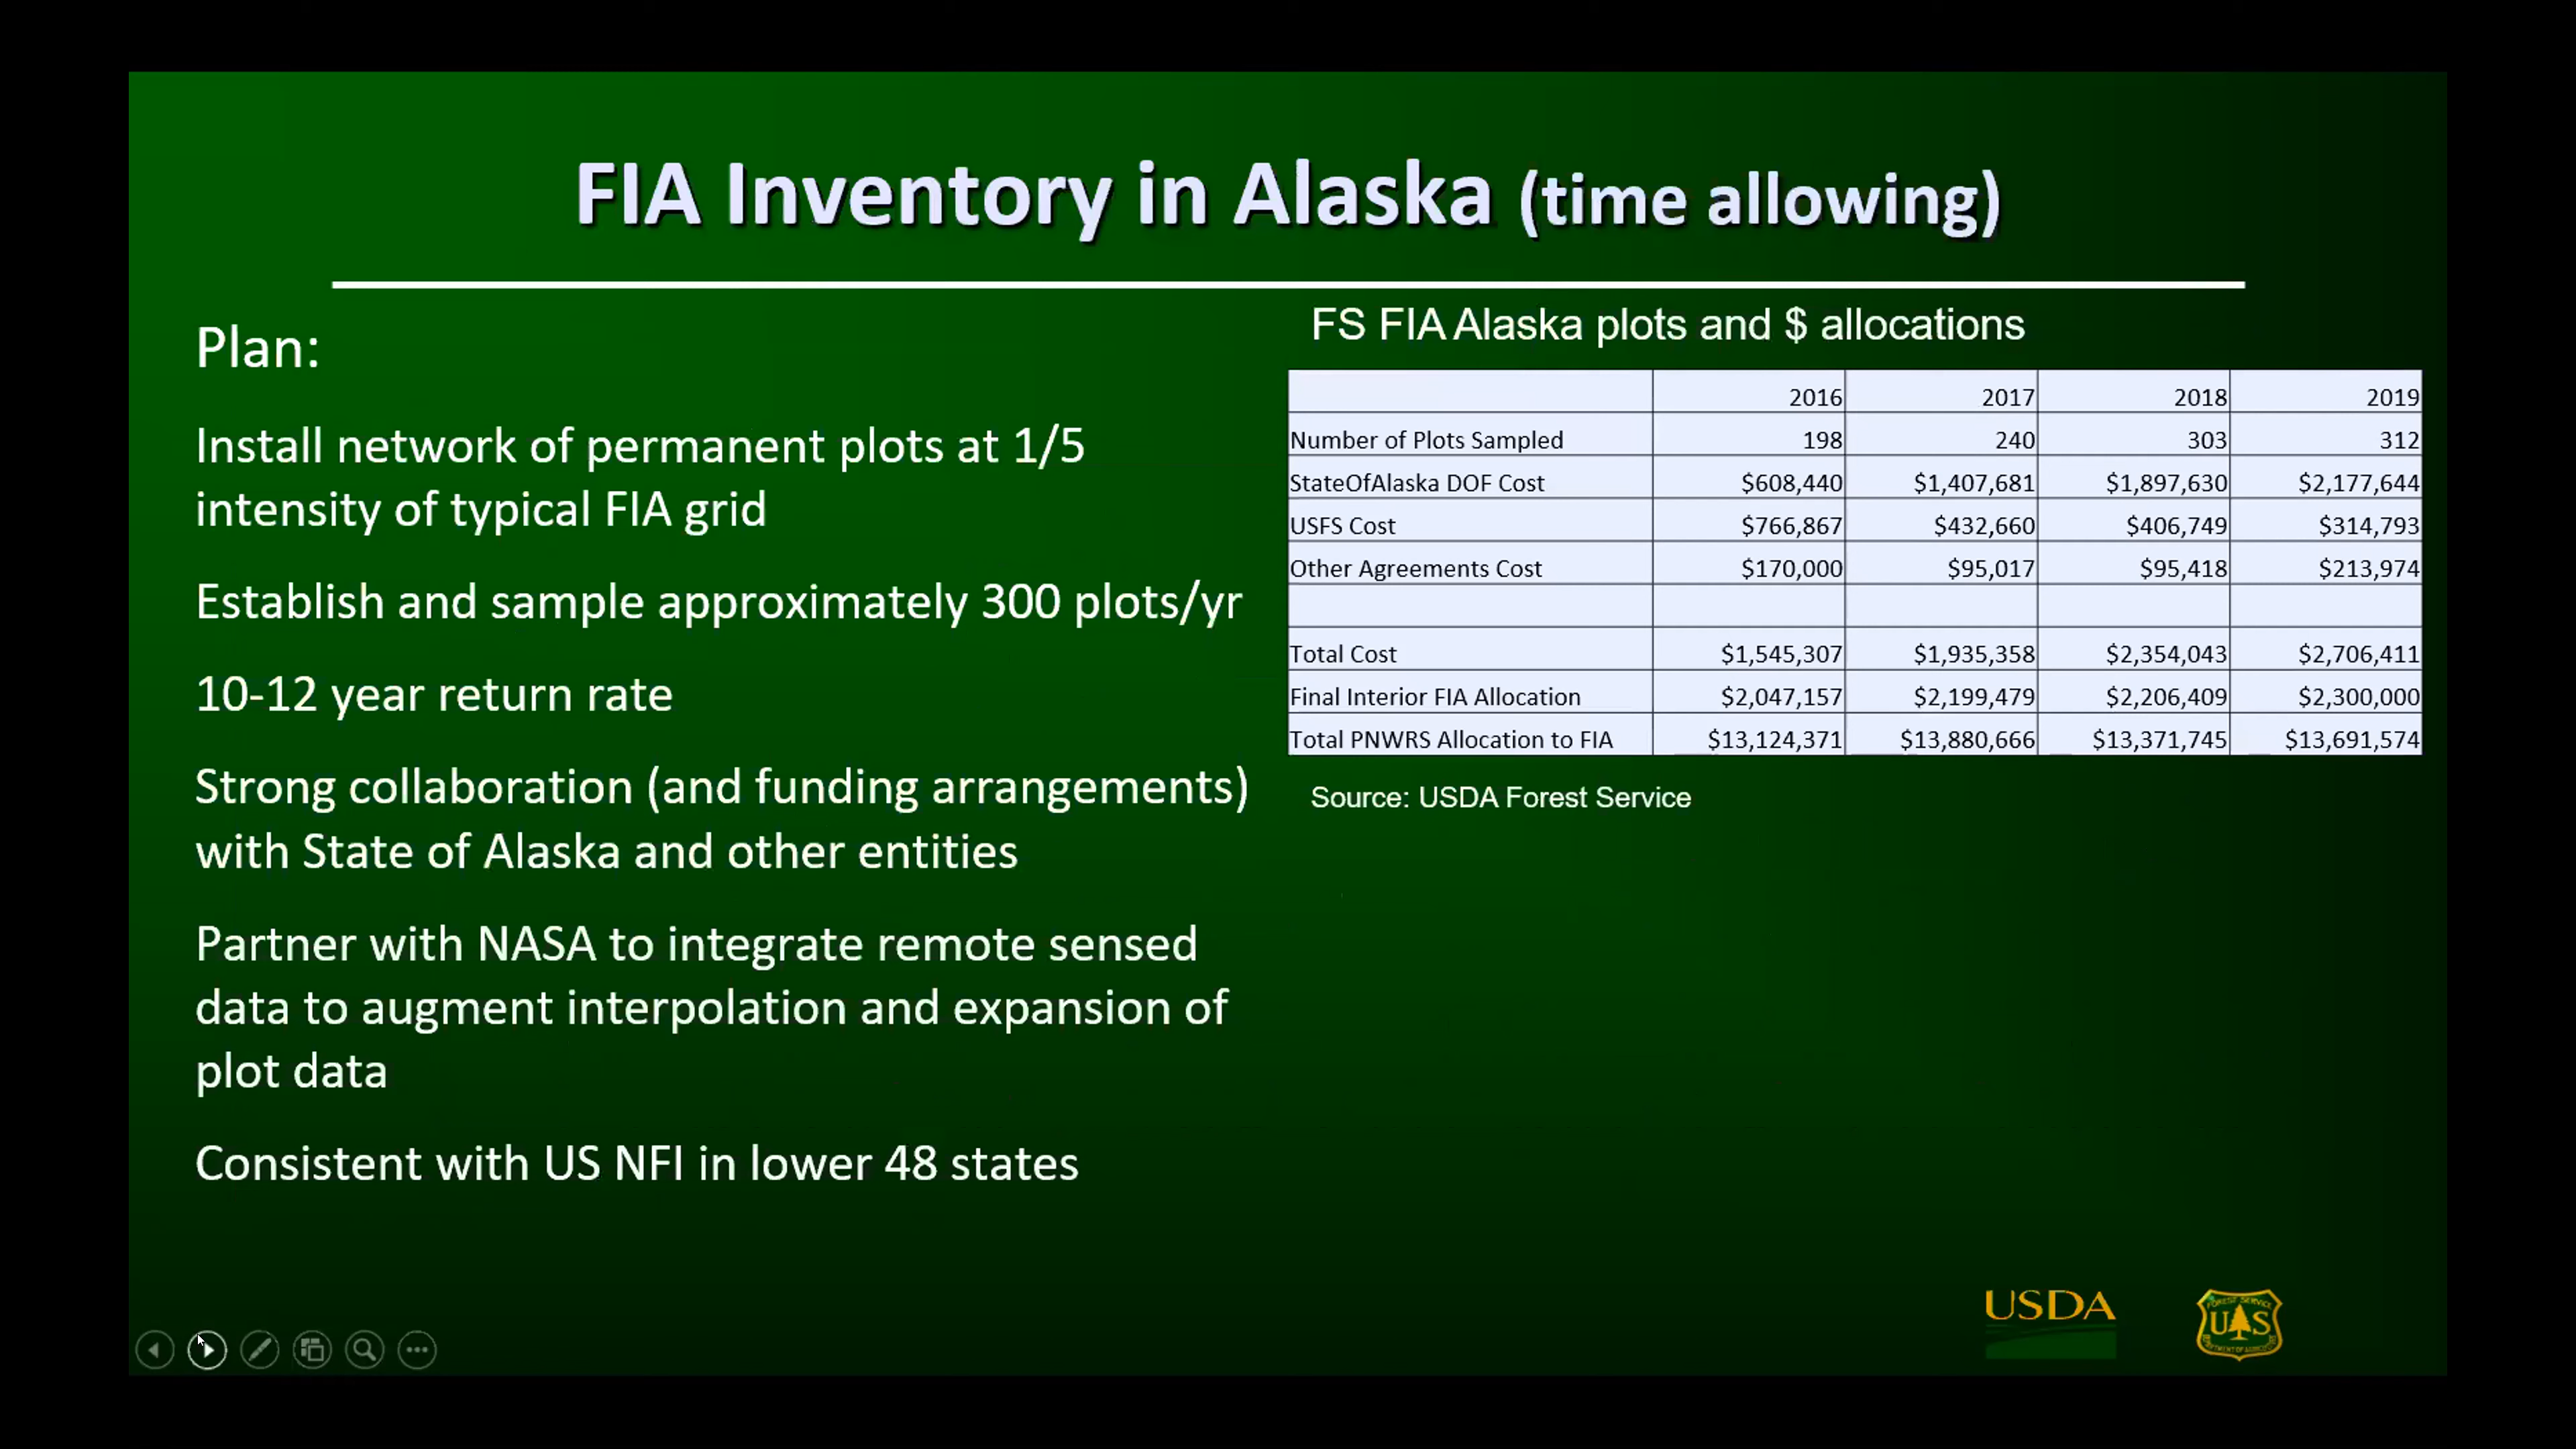 FIA Inventory in Alaska (time allowing)
Plan:
Install network of permanent plots at 1/5
intensity of typical FIA grid
Establish and sample approximately 300 plots/yr
10-12 year return rate
Strong collaboration (and funding arrangements)
with State of Alaska and other entities
Partner with NASA to integrate remote sensed
data to augment interpolation and expansion of
plot data
Consistent with US NFI in lower 48 states
FS FIA Alaska plots and $ allocations
2016 2017 2018 2019
Number of Plots Sampled 198 240 303 312
StateOfAlaska DOF Cost $608,440 $1,407,681 $1,897,630 $2,177,644
USFS Cost $766,867 $432,660 $406,749 $314,793
Other Agreements Cost $170,000 $95,017 $95,418 $213,974
Total Cost $1,545,307 $1,935,358 $2,354,043 $2,706,411
Final Interior FIA Allocation $2,047,157 $2,199,479 $2,206,409 $2,300,000
Total PNWRS Allocation to FIA $13,124,371 $13,880,666 $13,371,745 $13,691,574
Source: USDA Forest Service
USDA
FOREST SERVICE
U S
DEPARTMENT OF AGRICULTURE